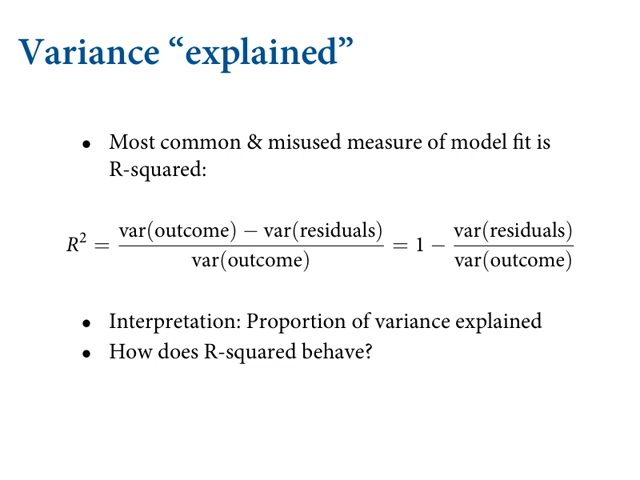 Variance “explained”
• Most common & misused measure of model fit is
R-squared:
R² = var(outcome) − var(residuals) / var(outcome) = 1 − var(residuals) / var(outcome)
• Interpretation: Proportion of variance explained
• How does R-squared behave?